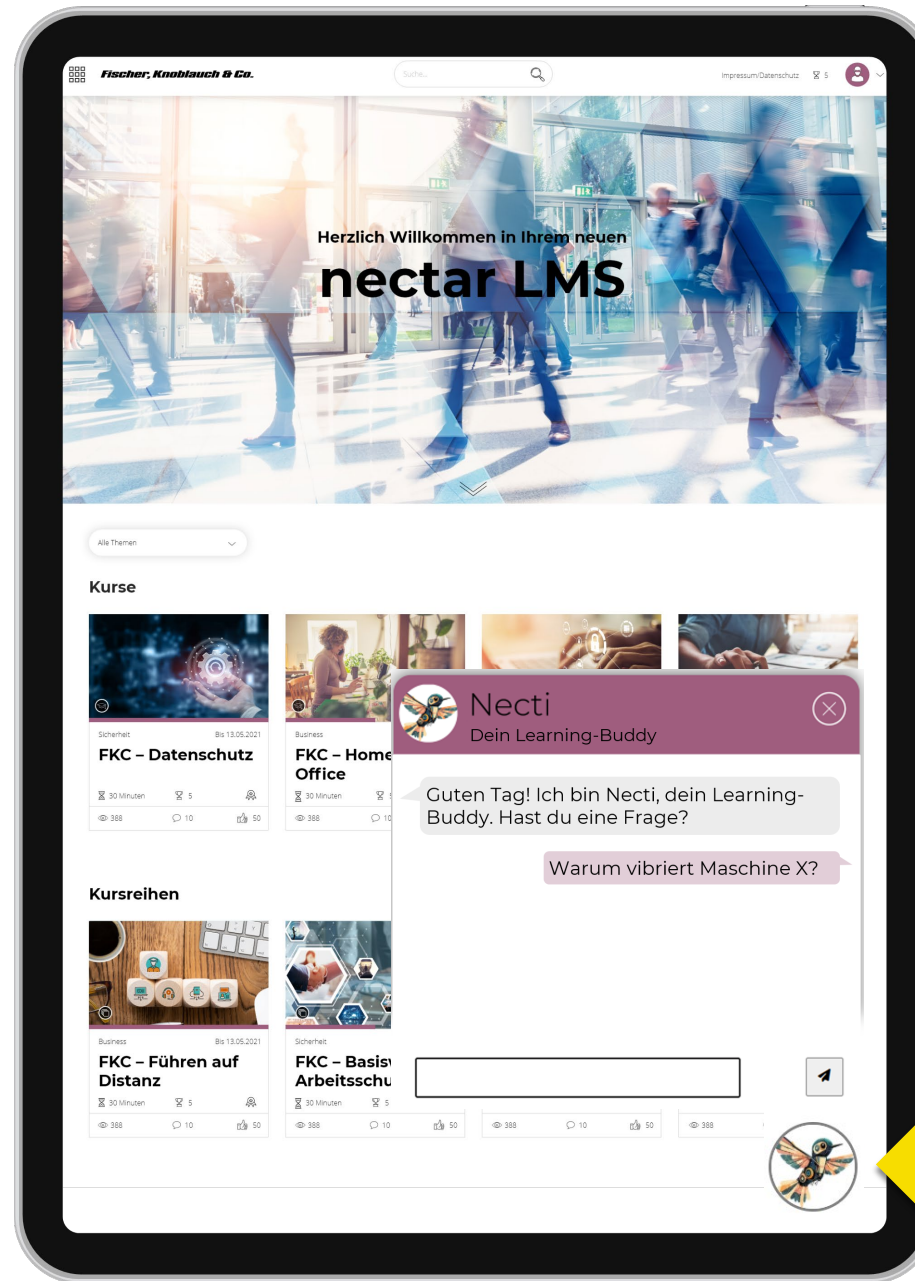 Fischer, Knoblauch & Co.
Suche...
Impressum/Datenschutz
5
Herzlich Willkommen in Ihrem neuen
nectar LMS
Alle Themen
Kurse
Sicherheit
Bis 13.05.2021
FKC – Datenschutz
30 Minuten
5
388
10
50
Business
FKC – Home
Office
30 Minuten
388
10
Necti
Dein Learning-Buddy
Guten Tag! Ich bin Necti, dein Learning-
Buddy. Hast du eine Frage?
Warum vibriert Maschine X?
Kursreihen
Business
Bis 13.05.2021
FKC – Führen auf
Distanz
30 Minuten
5
388
10
50
Sicherheit
FKC – Basisw
Arbeitsschu
30 Minuten
5
388
10
50
388
10
50
388